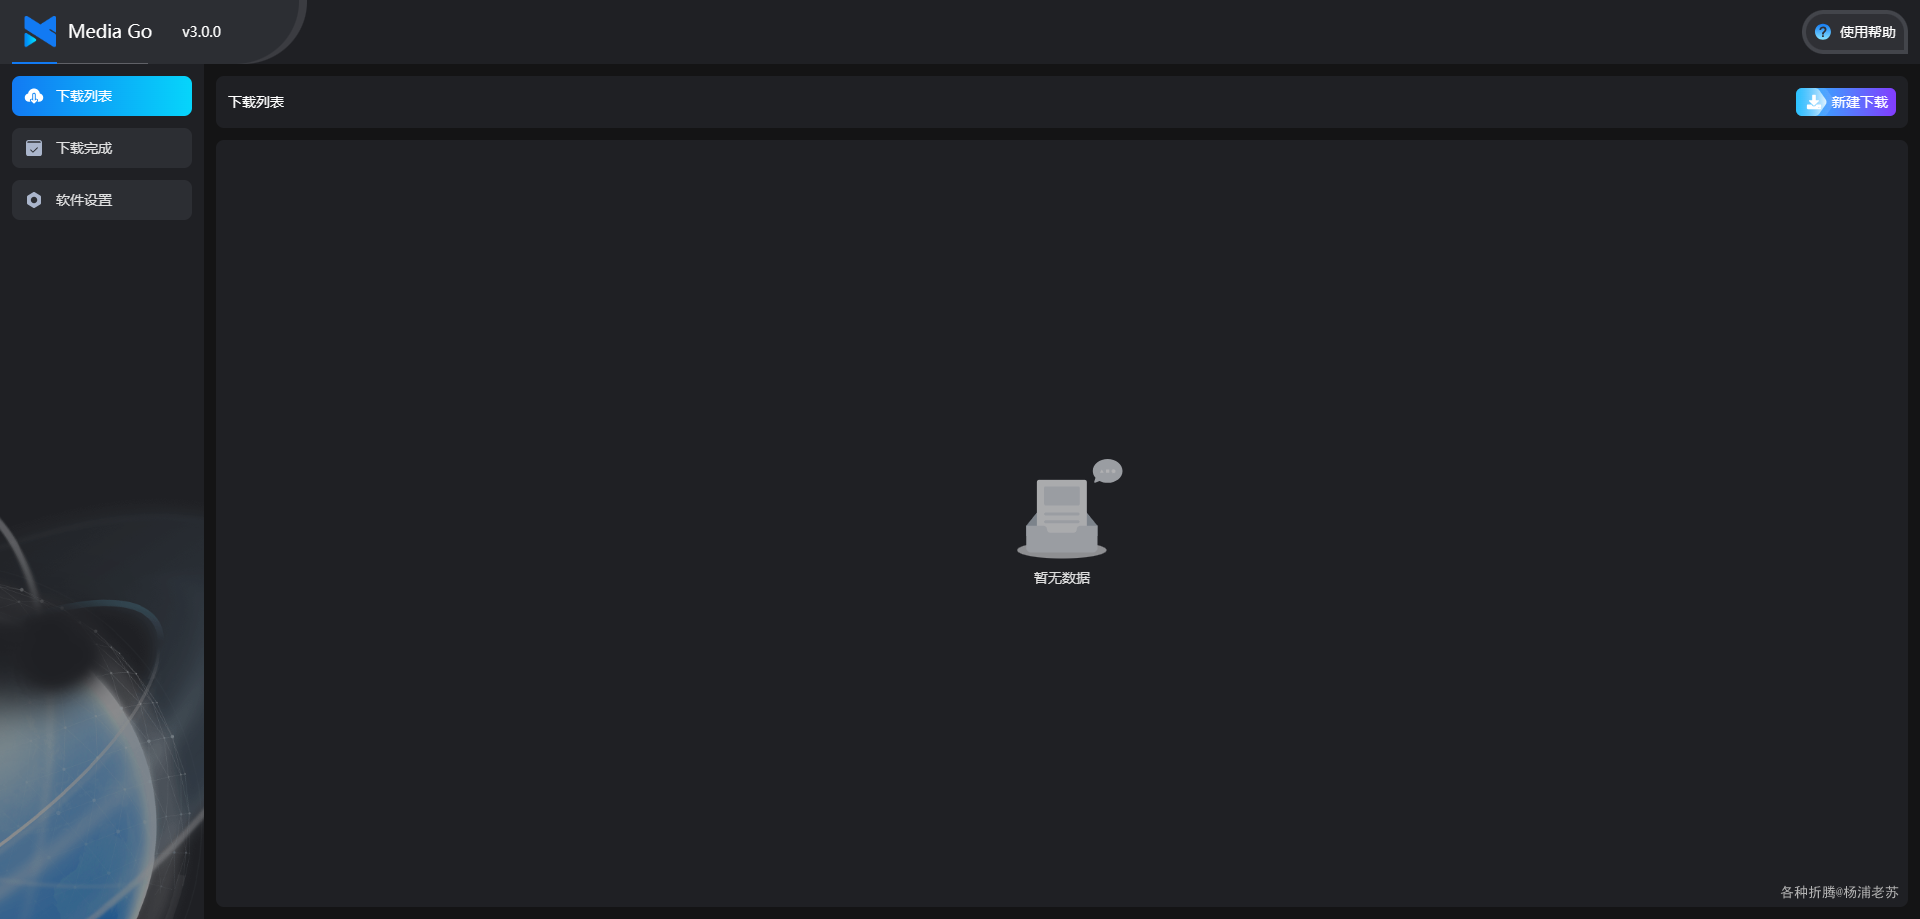 Media Go
v3.0.0
使用帮助
下载列表
下载完成
软件设置
下载列表
新建下载
暂无数据
各种折腾@杨浦老苏